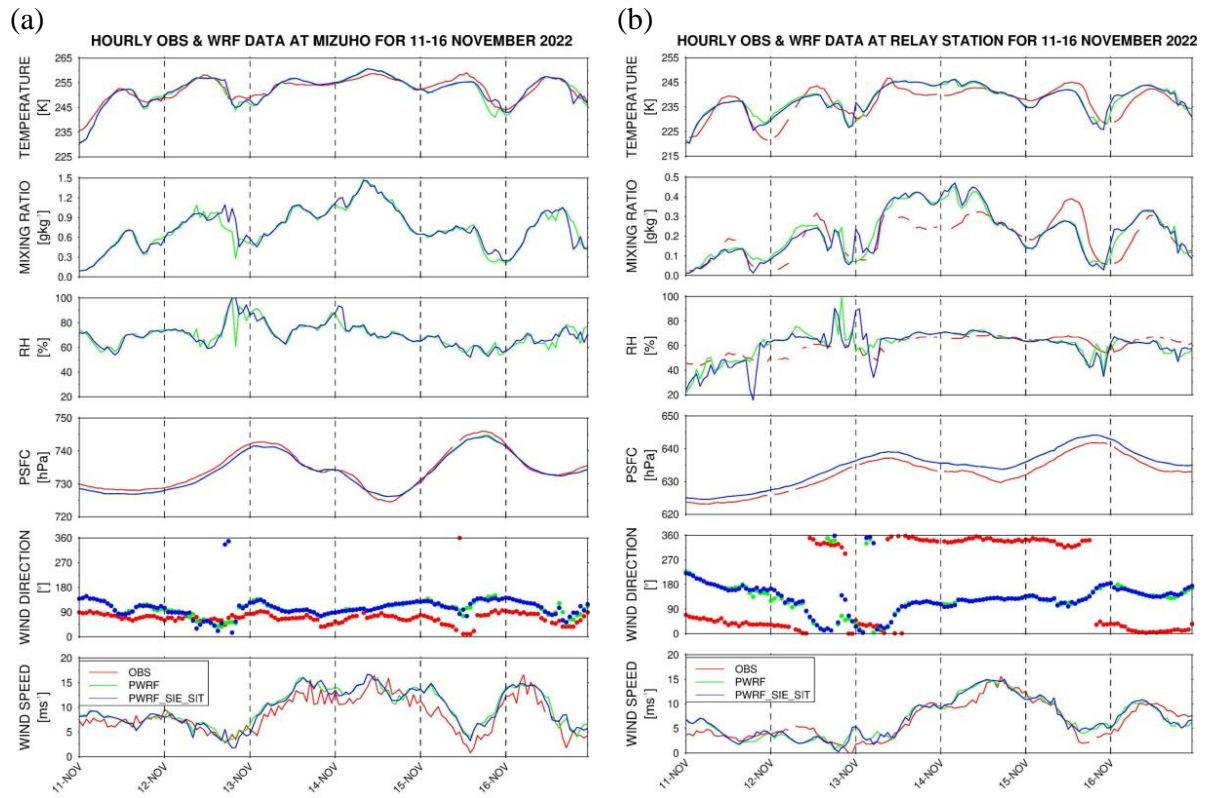 (a)
HOURLY OBS & WRF DATA AT MIZUHO FOR 11-16 NOVEMBER 2022
TEMPERATURE
[K]
265
255
245
235
225
MIXING RATIO
[gkg⁻¹]
1.5
1.2
0.9
0.6
0.3
0.0
RH
[%]
100
80
60
40
20
PSFC
[hPa]
750
740
730
720
WIND DIRECTION
[°]
360
270
180
90
0
WIND SPEED
[ms⁻¹]
20
15
10
5
0
OBS
PWRF
PWRF_SIE_SIT
11-NOV
12-NOV
13-NOV
14-NOV
15-NOV
16-NOV
(b)
HOURLY OBS & WRF DATA AT RELAY STATION FOR 11-16 NOVEMBER 2022
TEMPERATURE
[K]
255
245
235
225
215
MIXING RATIO
[gkg⁻¹]
0.5
0.4
0.3
0.2
0.1
0.0
RH
[%]
100
80
60
40
20
PSFC
[hPa]
650
640
630
620
WIND DIRECTION
[°]
360
270
180
90
0
WIND SPEED
[ms⁻¹]
20
15
10
5
0
OBS
PWRF
PWRF_SIE_SIT
11-NOV
12-NOV
13-NOV
14-NOV
15-NOV
16-NOV